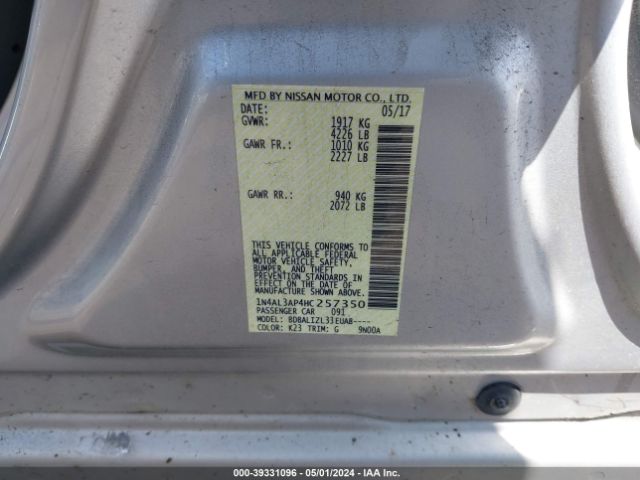 MFD BY NISSAN MOTOR CO., LTD.
DATE: 05/17
GVWR: 1917 KG
4226 LB
GAWR FR.: 1010 KG
2227 LB
GAWR RR.: 940 KG
2072 LB
THIS VEHICLE CONFORMS TO
ALL APPLICABLE FEDERAL
MOTOR VEHICLE SAFETY,
BUMPER, AND THEFT
PREVENTION STANDARDS
IN EFFECT ON THE DATE OF
MANUFACTURE SHOWN ABOVE.
1N4AL3AP4HC257350
PASSENGER CAR 091
MODEL: BDBALIZL33EUAB----
COLOR: K23 TRIM: G 9N00A
000-39331096 - 05/01/2024 - IAA Inc.